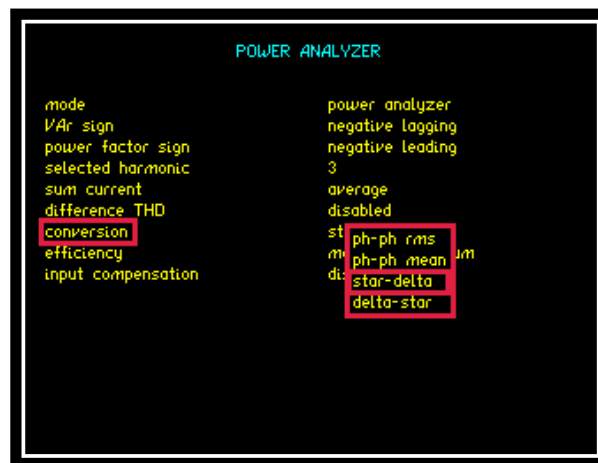 POWER ANALYZER
mode power analyzer
VAr sign negative lagging
power factor sign negative leading
selected harmonic 3
sum current average
difference THD disabled
conversion st
ph-ph rms
efficiency
ph-ph mean
input compensation
star-delta
delta-star